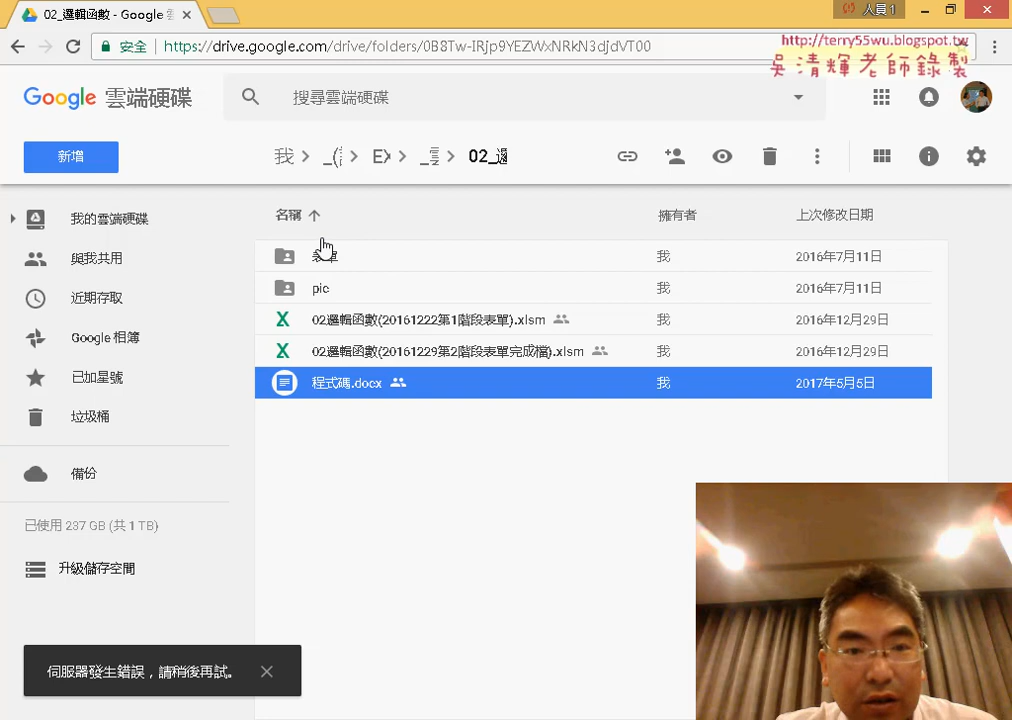 02_邏輯函數 - Google 雲
人員 1
安全 https://drive.google.com/drive/folders/0B8Tw-IRjp9YEZWxNRkN3djdVT00
http://terry55wu.blogspot.tw
吳清輝老師錄製
Google 雲端硬碟
搜尋雲端硬碟
新增
我 EX 02_邏
我的雲端硬碟
與我共用
近期存取
Google 相簿
已加星號
垃圾桶
備份
已使用 237 GB (共 1 TB)
升級儲存空間
名稱 擁有者 上次修改日期
表單 我 2016年7月11日
pic 我 2016年7月11日
02邏輯函數(20161222第1階段表單).xlsm 我 2016年12月29日
02邏輯函數(20161229第2階段表單完成檔).xlsm 我 2016年12月29日
程式碼.docx 我 2017年5月5日
伺服器發生錯誤，請稍後再試。